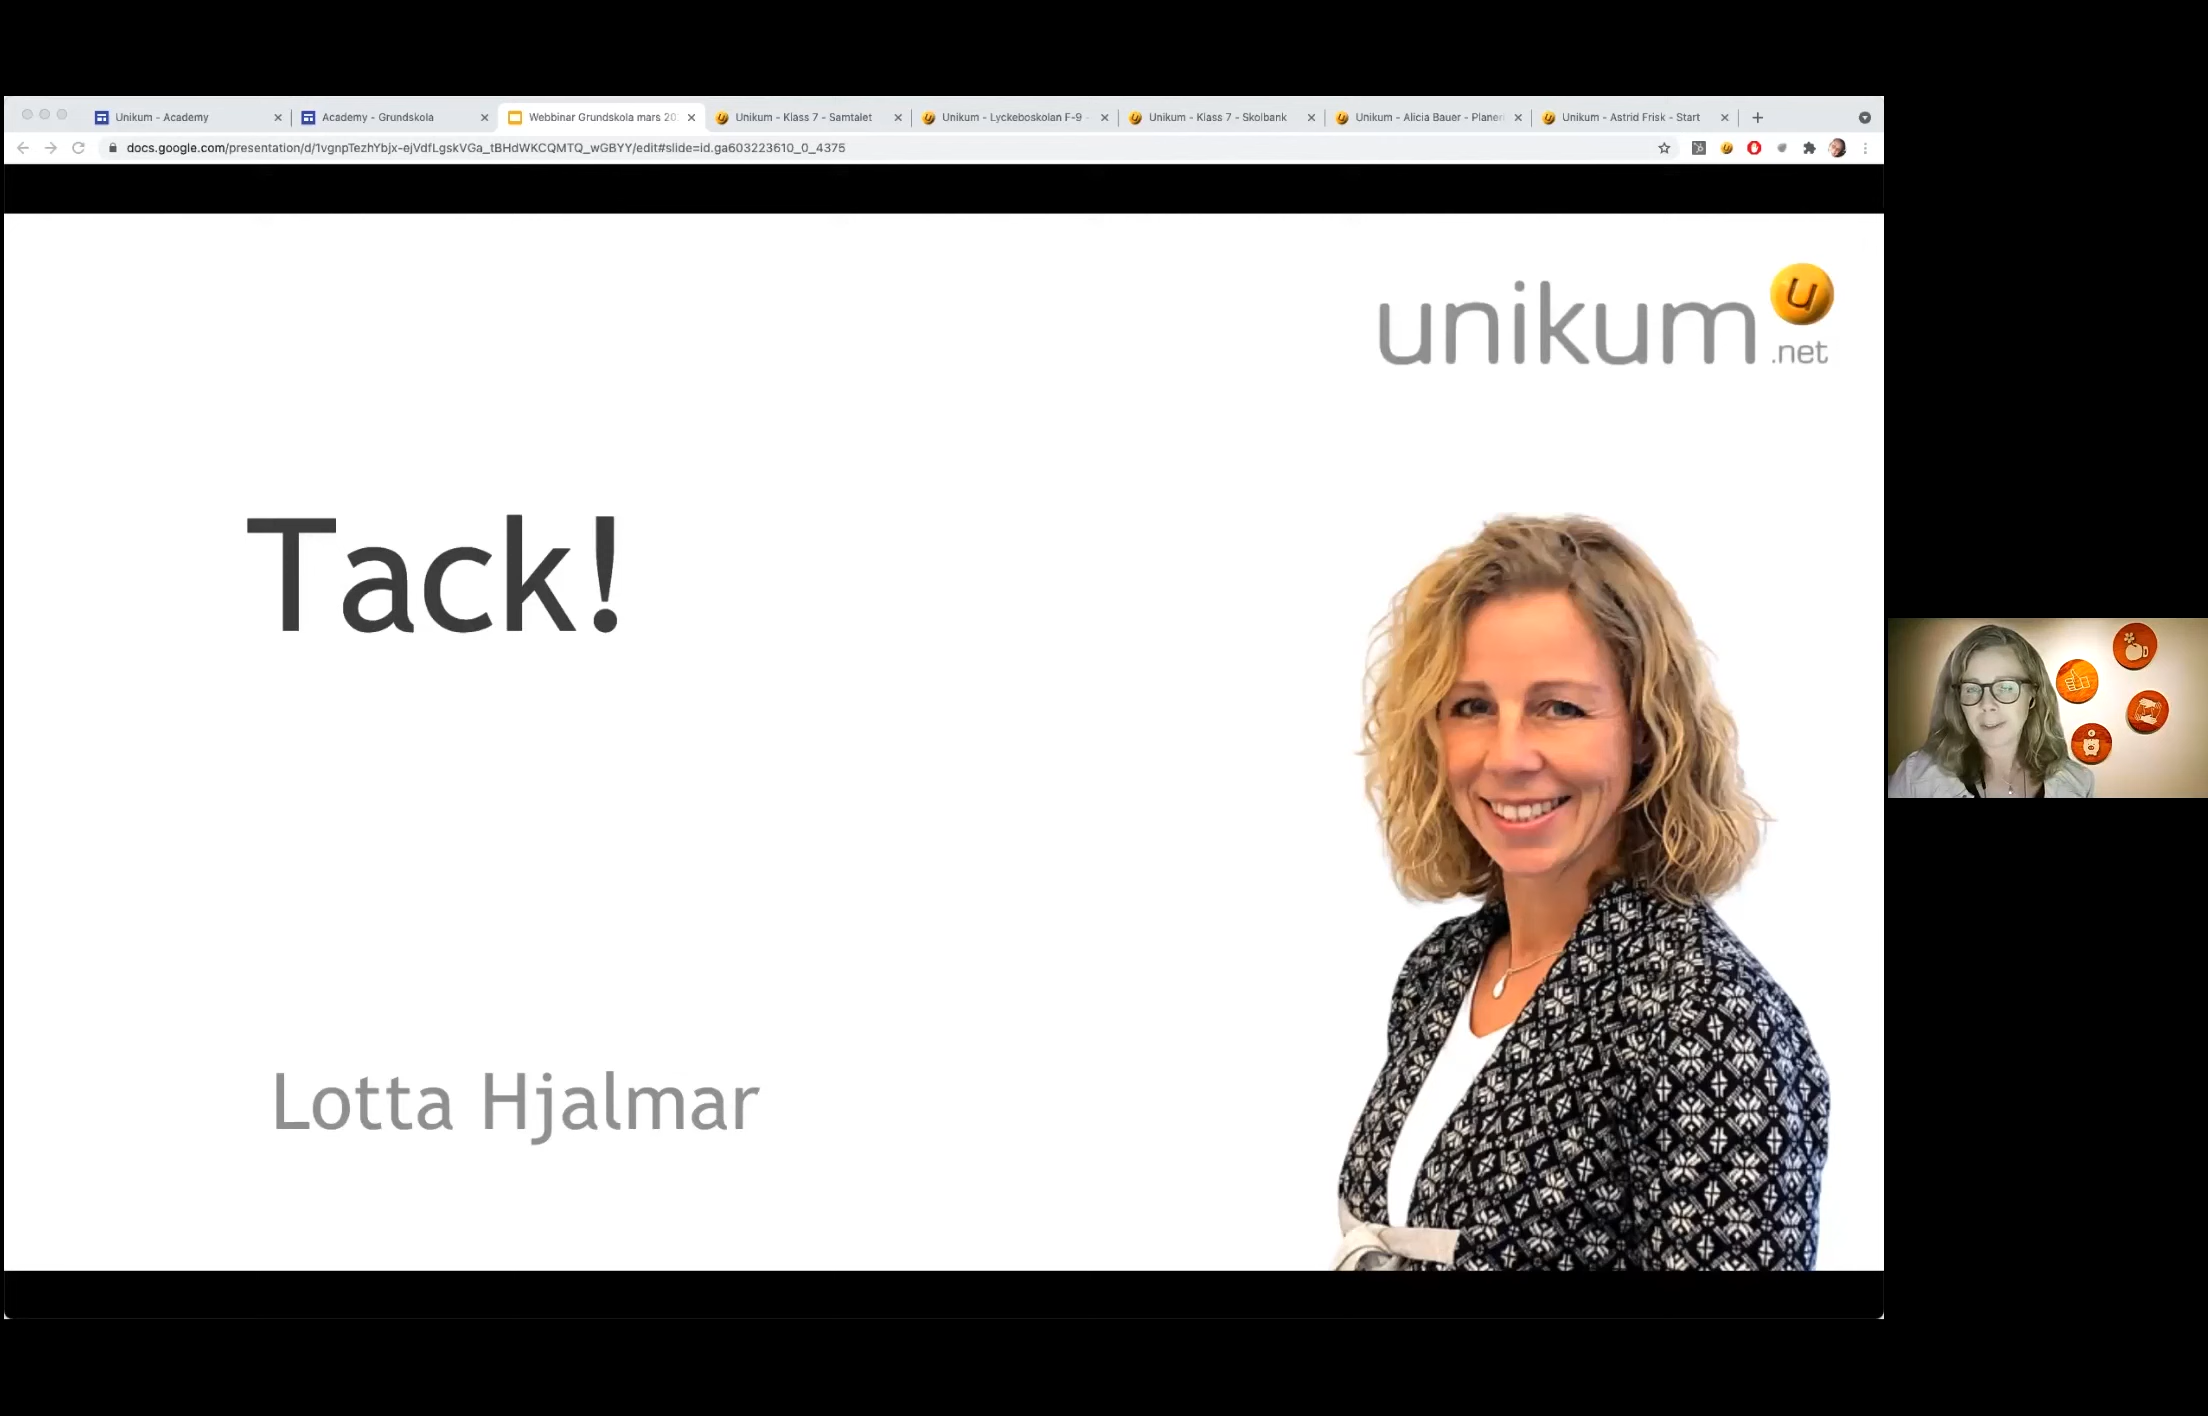 Unikum - Academy
Academy - Grundskola
Webbinar Grundskola mars 20
Unikum - Klass 7 - Samtalet
Unikum - Lyckeboskolan F-9 -
Unikum - Klass 7 - Skolbank
Unikum - Alicia Bauer - Planeri
Unikum - Astrid Frisk - Start
docs.google.com/presentation/d/1vgnpTezhYbjx-ejVdfLgskVGa_tBHdWKCQMTQ_wGBYY/edit#slide=id.ga603223610_0_4375
unikum u
.net
Tack!
Lotta Hjalmar